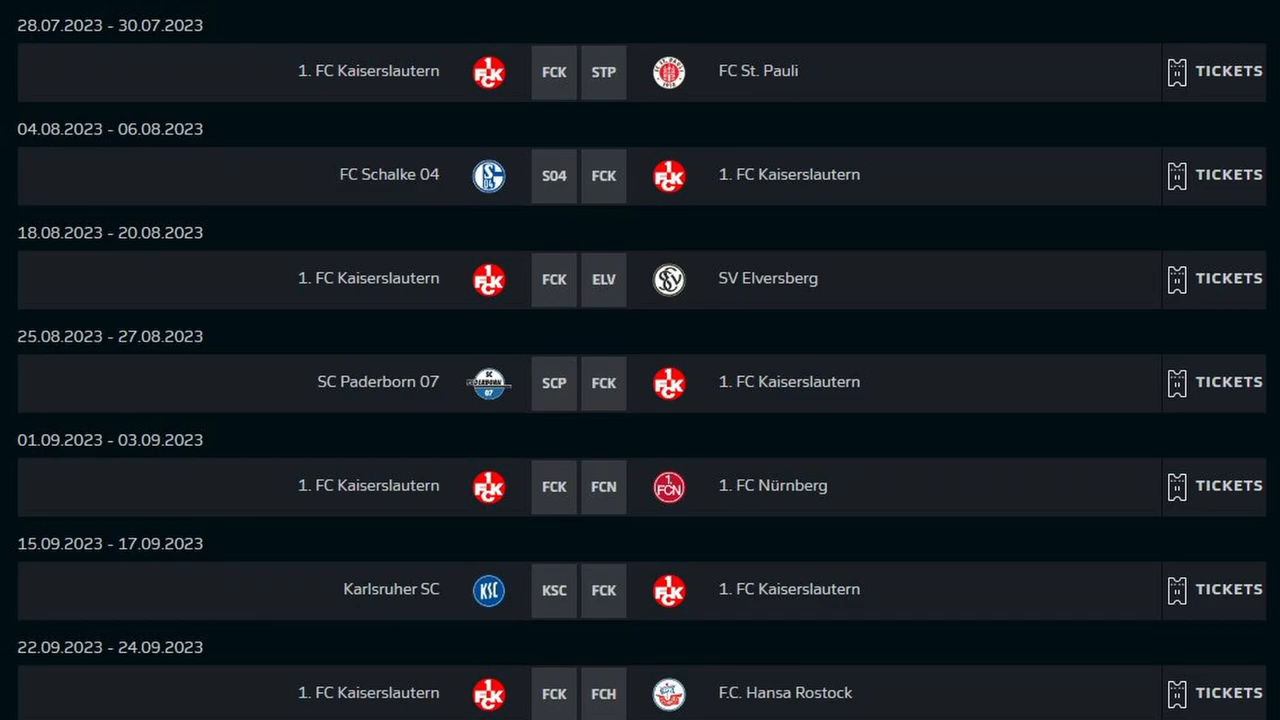 28.07.2023 - 30.07.2023
1. FC Kaiserslautern FCK STP FC St. Pauli TICKETS
04.08.2023 - 06.08.2023
FC Schalke 04 S04 FCK 1. FC Kaiserslautern TICKETS
18.08.2023 - 20.08.2023
1. FC Kaiserslautern FCK ELV SV Elversberg TICKETS
25.08.2023 - 27.08.2023
SC Paderborn 07 SCP FCK 1. FC Kaiserslautern TICKETS
01.09.2023 - 03.09.2023
1. FC Kaiserslautern FCK FCN 1. FC Nürnberg TICKETS
15.09.2023 - 17.09.2023
Karlsruher SC KSC KSC FCK 1. FC Kaiserslautern TICKETS
22.09.2023 - 24.09.2023
1. FC Kaiserslautern FCK FCH F.C. Hansa Rostock TICKETS